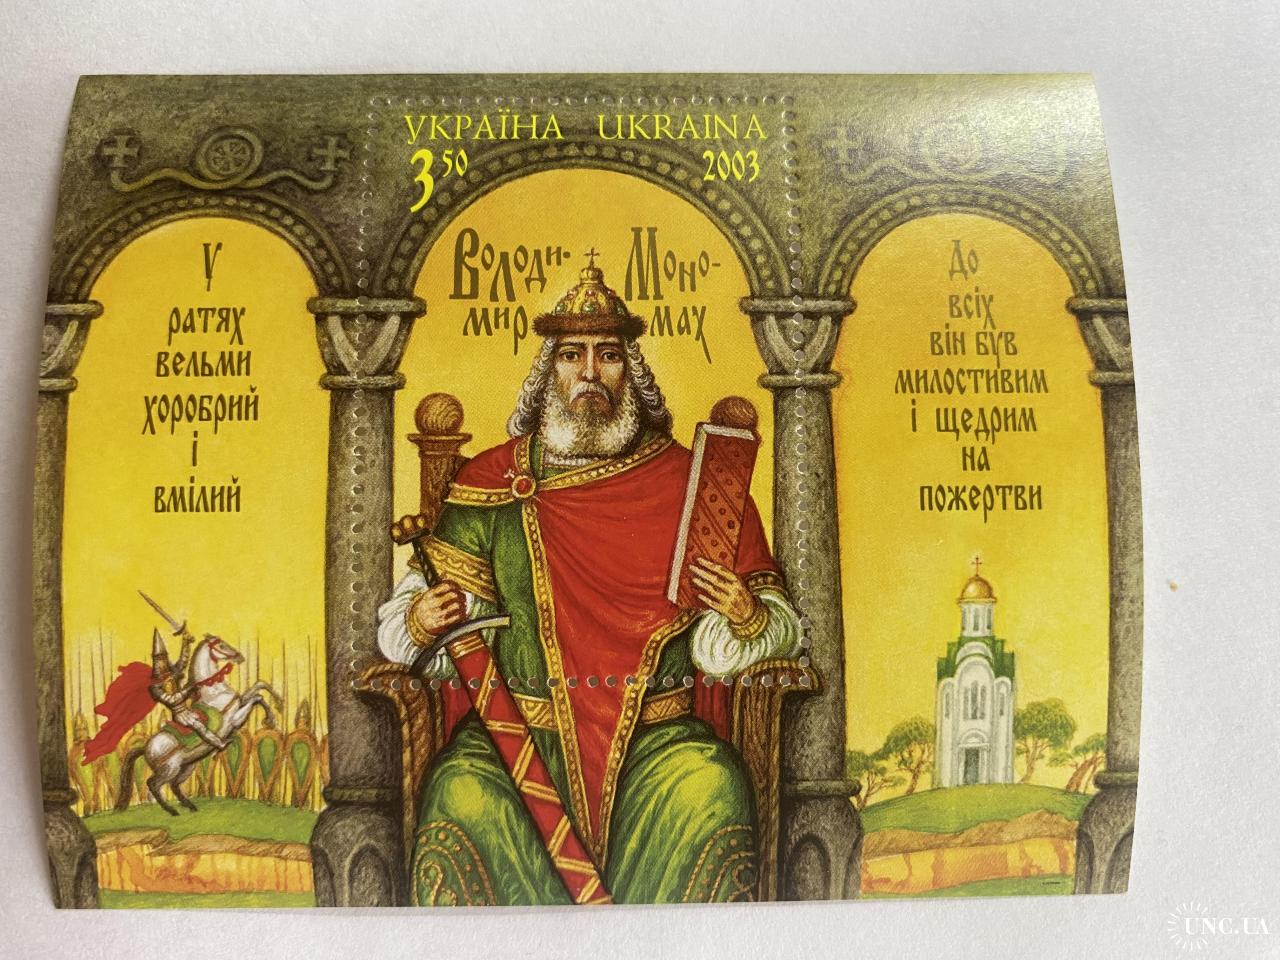 УКРАЇНА UKRAINA
3 50 2003
Володи- Моно-
мир мах
У
ратях
вельми
хоробрий
і
вмілий
До
всіх
він був
милостивим
і щедрим
на
пожертви
UNC.UA